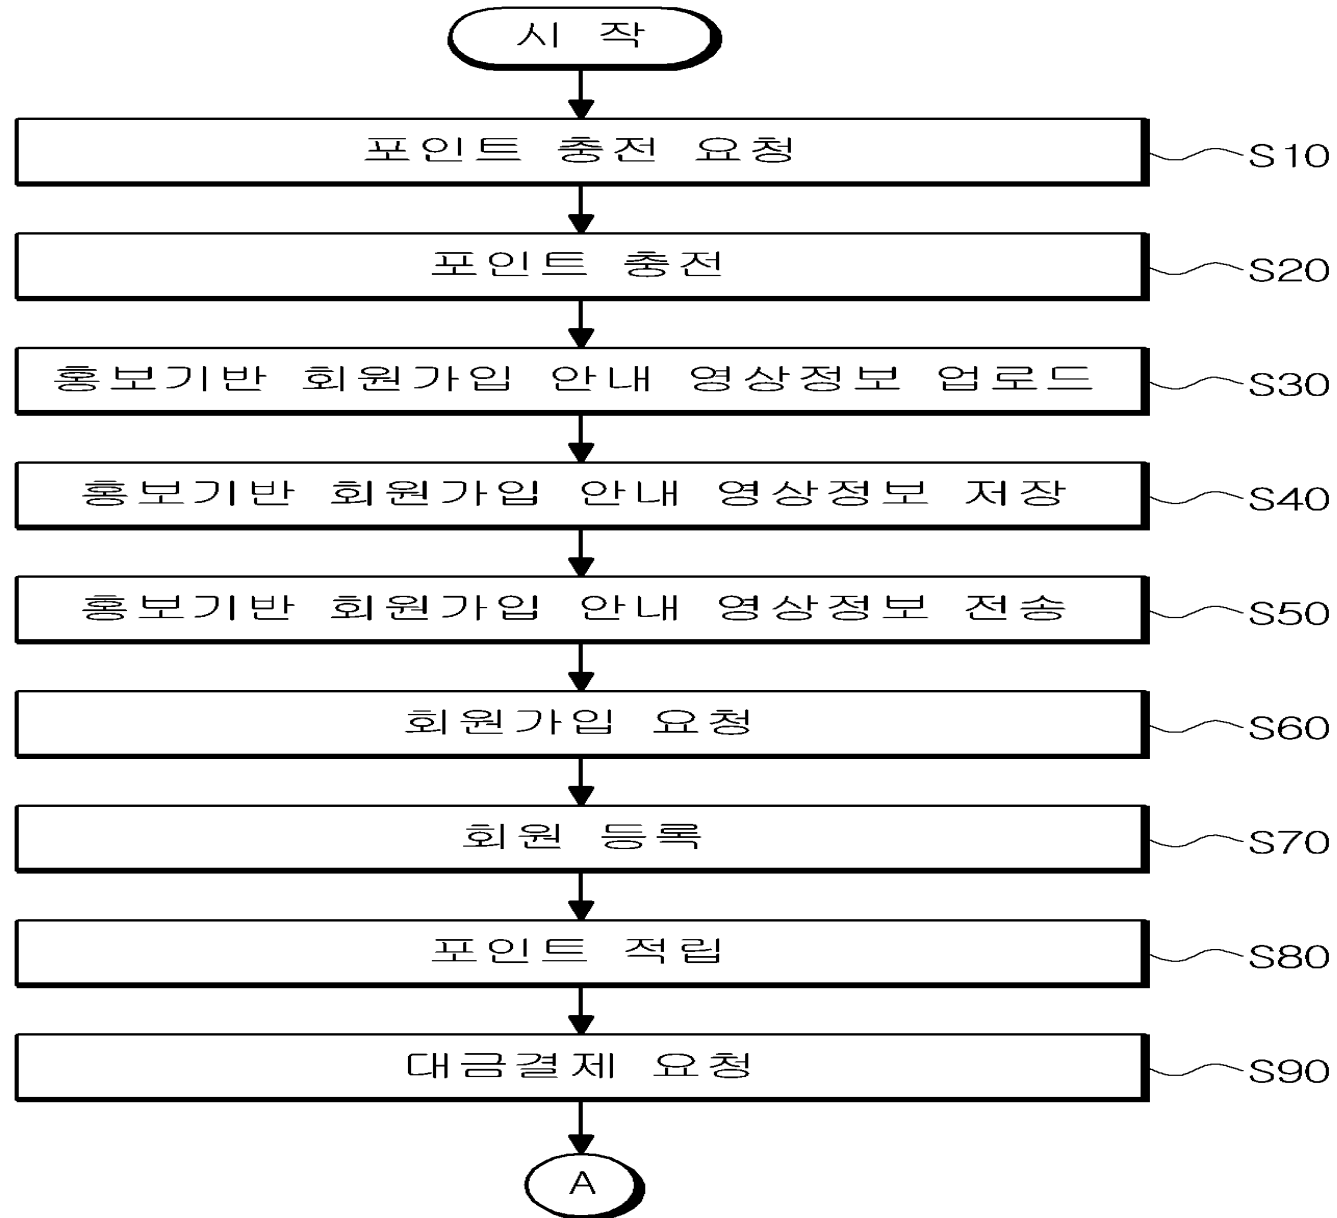 시 작
포인트 충전 요청 S10
포인트 충전 S20
홍보기반 회원가입 안내 영상정보 업로드 S30
홍보기반 회원가입 안내 영상정보 저장 S40
홍보기반 회원가입 안내 영상정보 전송 S50
회원가입 요청 S60
회원 등록 S70
포인트 적립 S80
대금결제 요청 S90
A